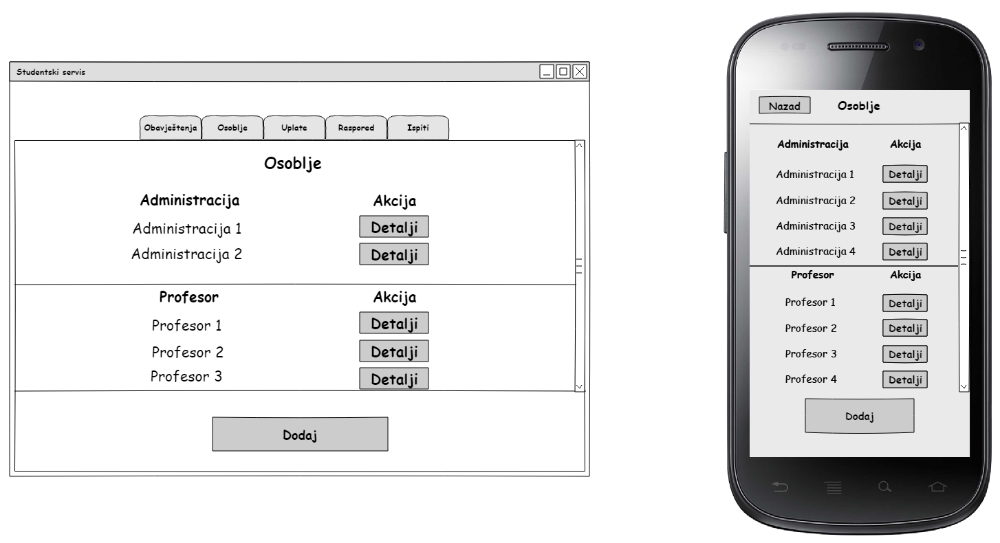 Studentski servis
Obavještenja Osoblje Uplate Raspored Ispiti
Osoblje
Administracija Akcija
Administracija 1 Detalji
Administracija 2 Detalji
Profesor Akcija
Profesor 1 Detalji
Profesor 2 Detalji
Profesor 3 Detalji
Dodaj
Nazad Osoblje
Administracija Akcija
Administracija 1 Detalji
Administracija 2 Detalji
Administracija 3 Detalji
Administracija 4 Detalji
Profesor Akcija
Profesor 1 Detalji
Profesor 2 Detalji
Profesor 3 Detalji
Profesor 4 Detalji
Dodaj